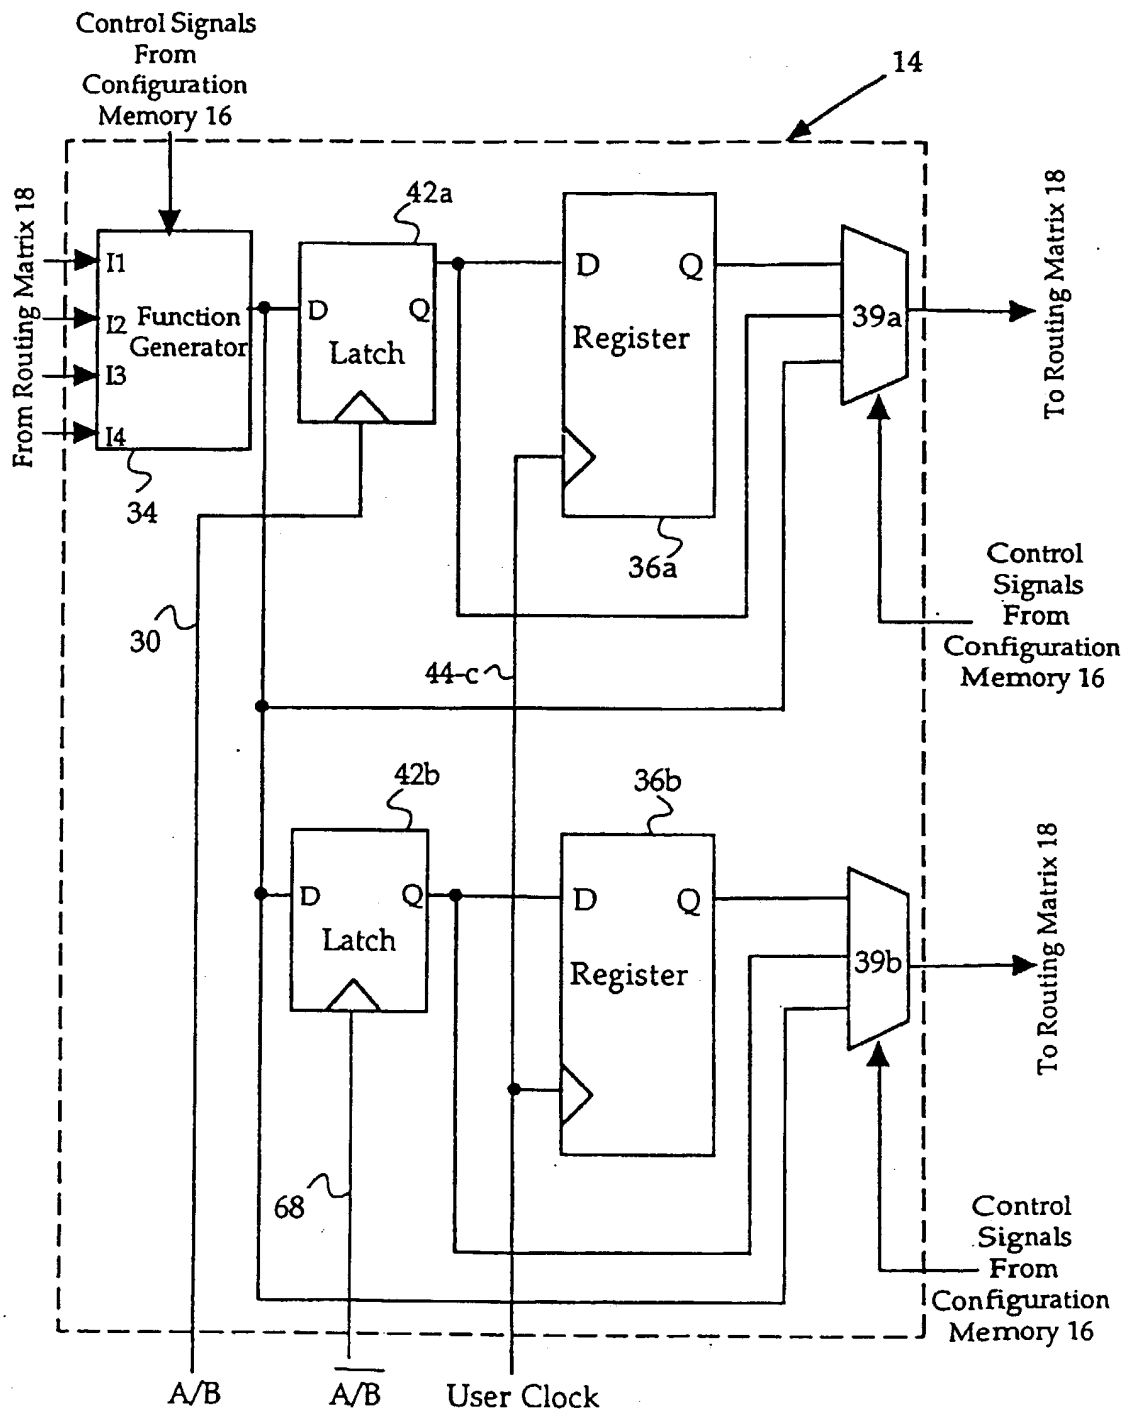 Control Signals
From
Configuration
Memory 16
14
From Routing Matrix 18
I1
I2
I3
I4
Function
Generator
34
42a
D
Q
Latch
D
Q
Register
36a
39a
To Routing Matrix 18
Control
Signals
From
Configuration
Memory 16
30
44-c
42b
D
Q
Latch
36b
D
Q
Register
39b
To Routing Matrix 18
68
Control
Signals
From
Configuration
Memory 16
A/B
A̅/̅B̅
User Clock